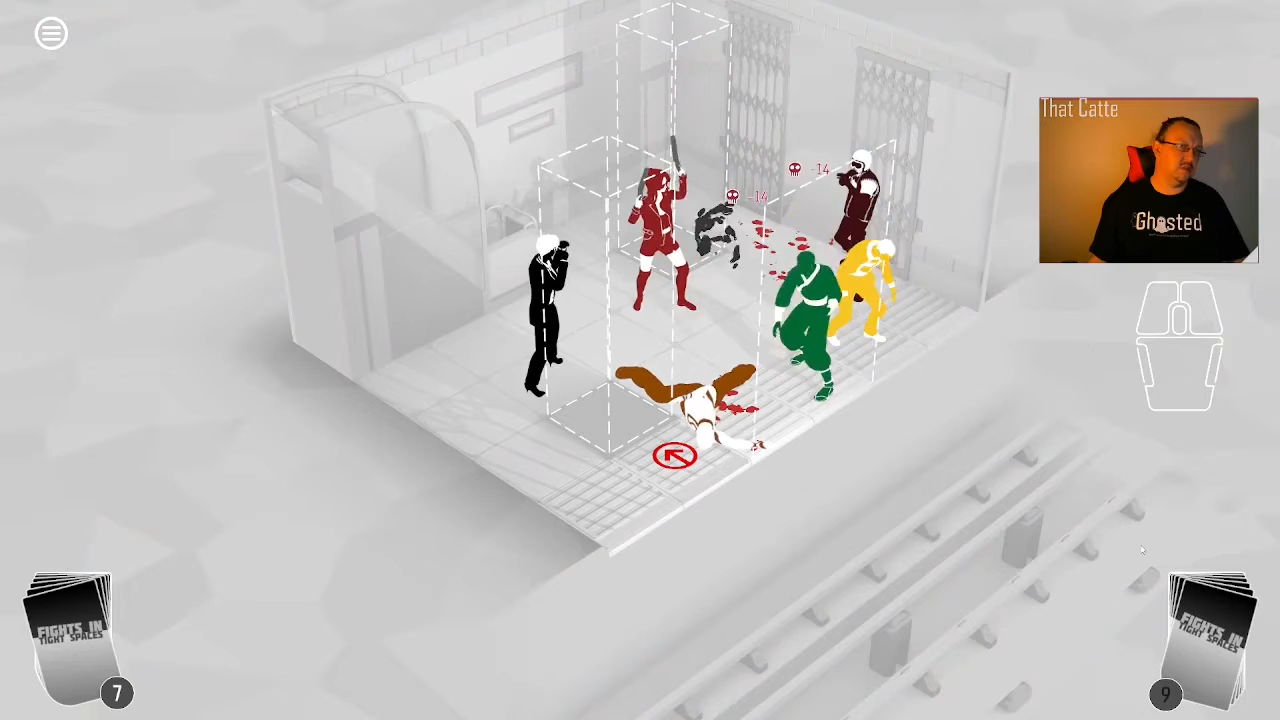 That Catte
Ghosted
-14
-14
FIGHTS IN
TIGHT SPACES
7
FIGHTS IN
TIGHT SPACES
9